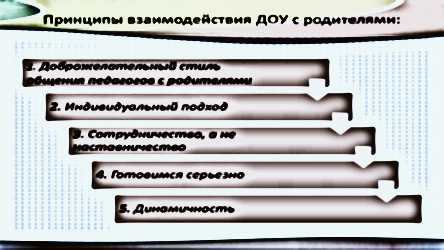 Принципы взаимодействия ДОУ с родителями:
1. Доброжелательный стиль
общения педагогов с родителями
2. Индивидуальный подход
3. Сотрудничество, а не
наставничество
4. Готовимся серьезно
5. Динамичность